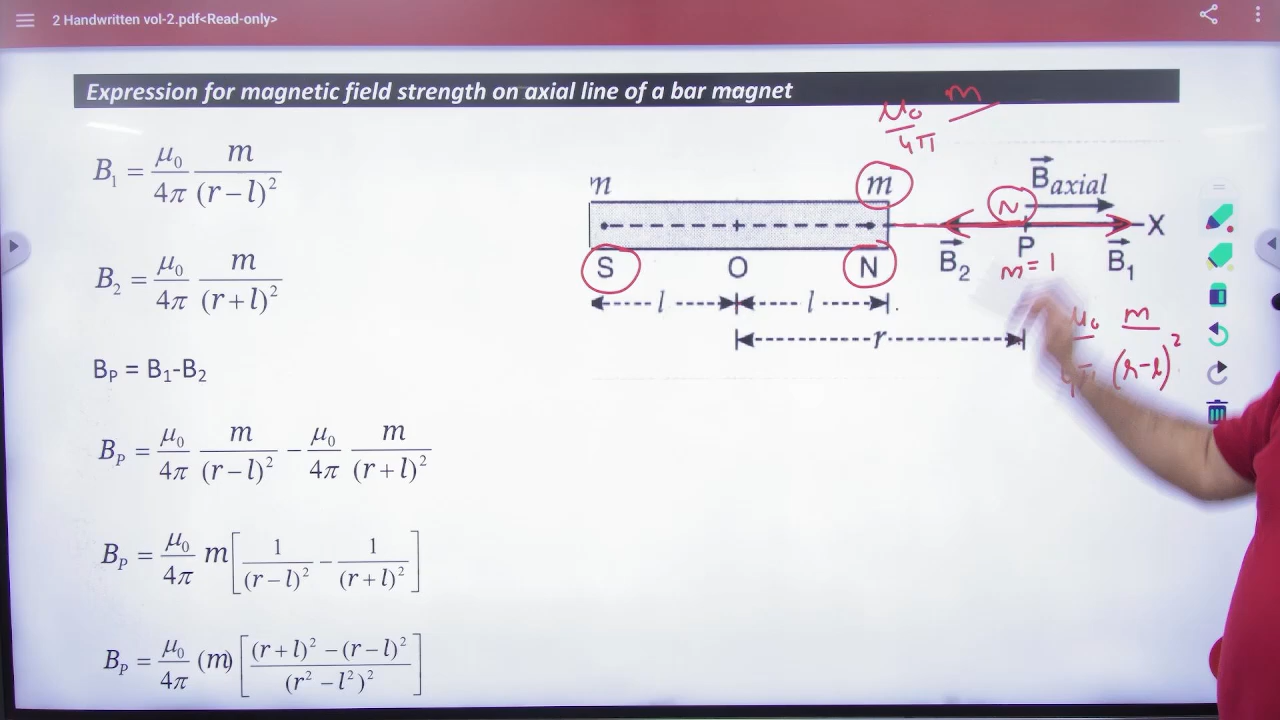 2 Handwritten vol-2.pdf<Read-only>
Expression for magnetic field strength on axial line of a bar magnet
μ₀/4π m
B₁ = μ₀/4π m/(r−l)²
m m N B⃗axial
X
S O N B⃗₂ P B⃗₁
m=1
B₂ = μ₀/4π m/(r+l)²
l l
r
μ₀/4π m/(r-l)²
Bₚ = B₁-B₂
Bₚ = μ₀/4π m/(r−l)² − μ₀/4π m/(r+l)²
Bₚ = μ₀/4π m[1/(r−l)² − 1/(r+l)²]
Bₚ = μ₀/4π (m)[((r+l)² −(r−l)²)/(r² −l²)²]